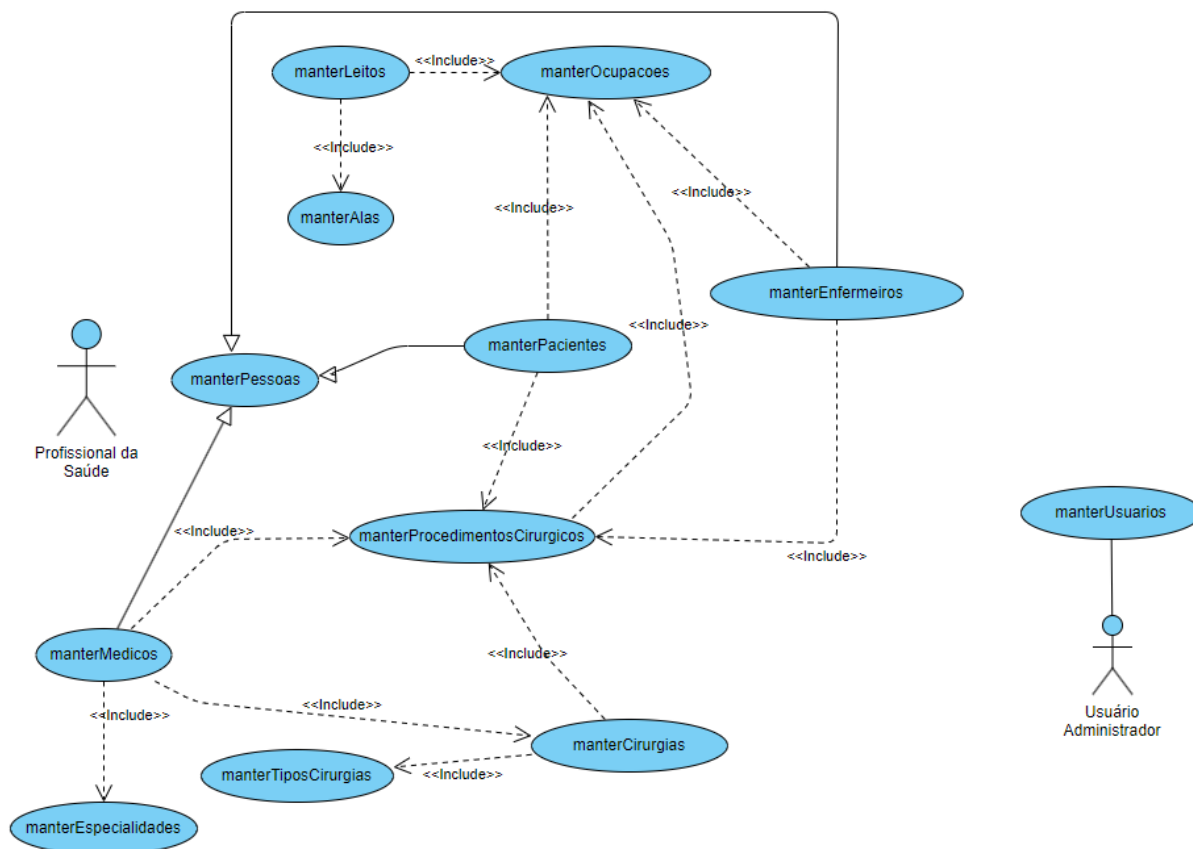 manterLeitos
<<Include>>
manterOcupacoes
<<Include>>
manterAlas
<<Include>>
<<Include>>
manterEnfermeiros
<<Include>>
manterPacientes
manterPessoas
Profissional da
Saúde
<<Include>>
manterUsuarios
<<Include>>
manterProcedimentosCirurgicos
<<Include>>
<<Include>>
manterMedicos
<<Include>>
<<Include>>
Usuário
Administrador
manterCirurgias
manterTiposCirurgias
<<Include>>
manterEspecialidades